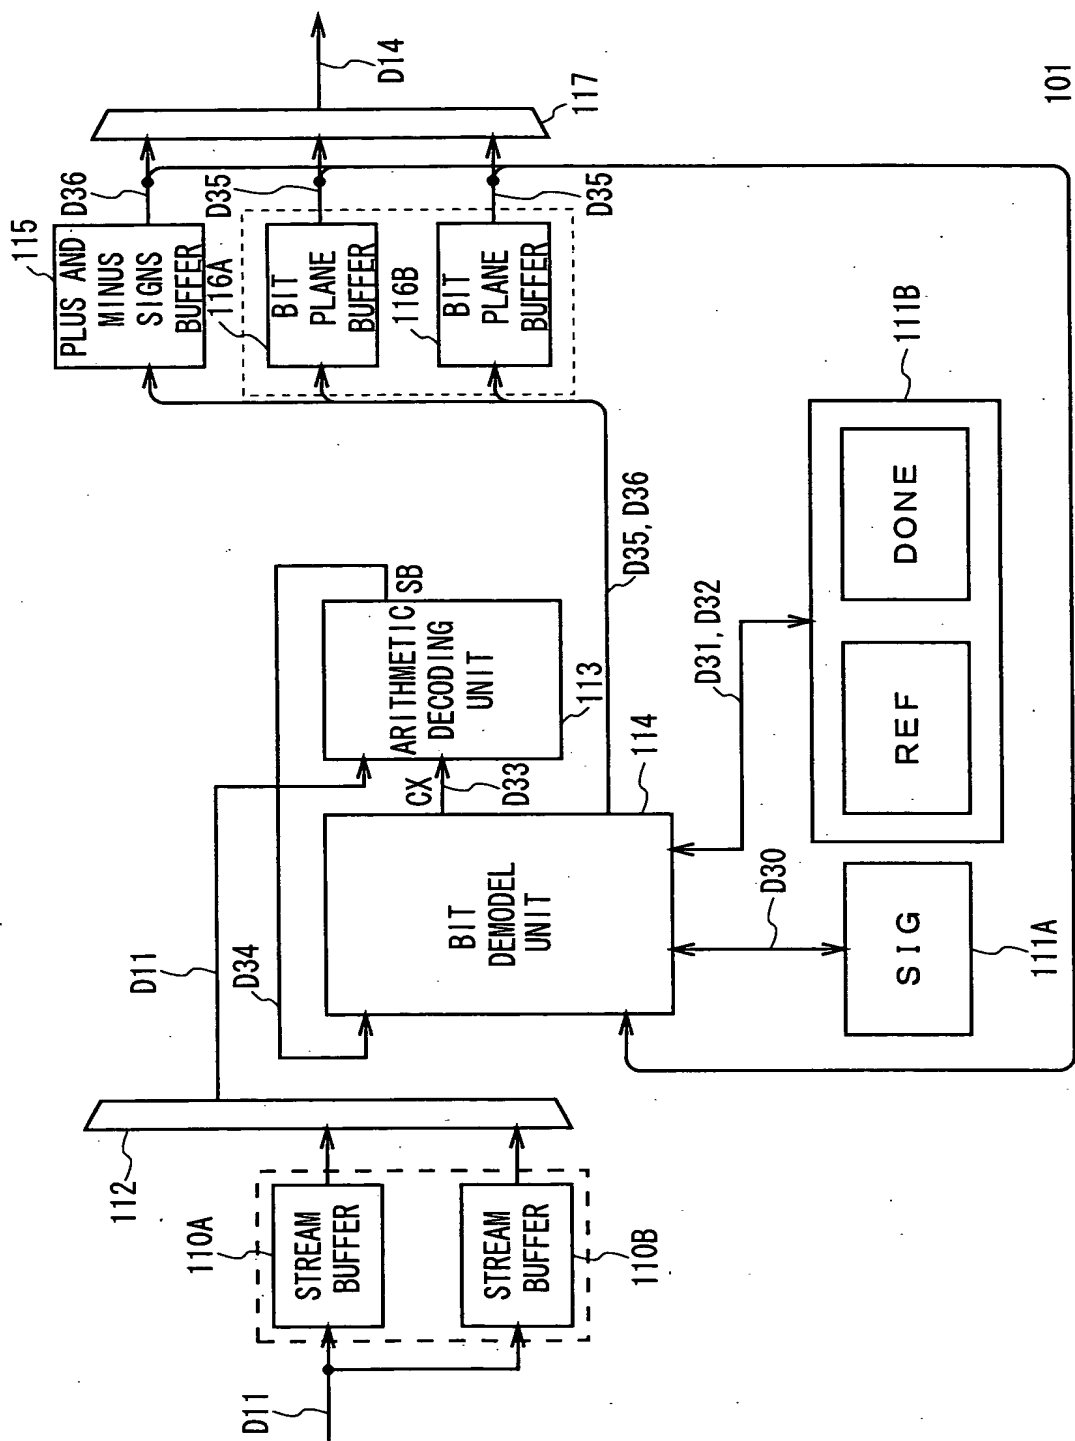 101
D11
110A
STREAM
BUFFER
STREAM
BUFFER
110B
112
D11
D34
BIT
DEMODEL
UNIT
114
CX
D33
ARITHMETIC
DECODING
UNIT
113
SB
D30
SIG
111A
D31, D32
REF
DONE
111B
D35, D36
115
PLUS AND
MINUS
SIGNS
BUFFER
116A
BIT
PLANE
BUFFER
116B
BIT
PLANE
BUFFER
D36
D35
D35
117
D14